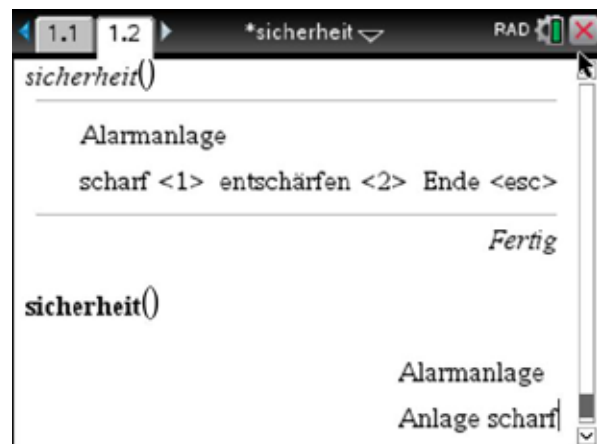 1.1 1.2 *sicherheit RAD
sicherheit()
Alarmanlage
scharf <1> entschärfen <2> Ende <esc>
Fertig
sicherheit()
Alarmanlage
Anlage scharf